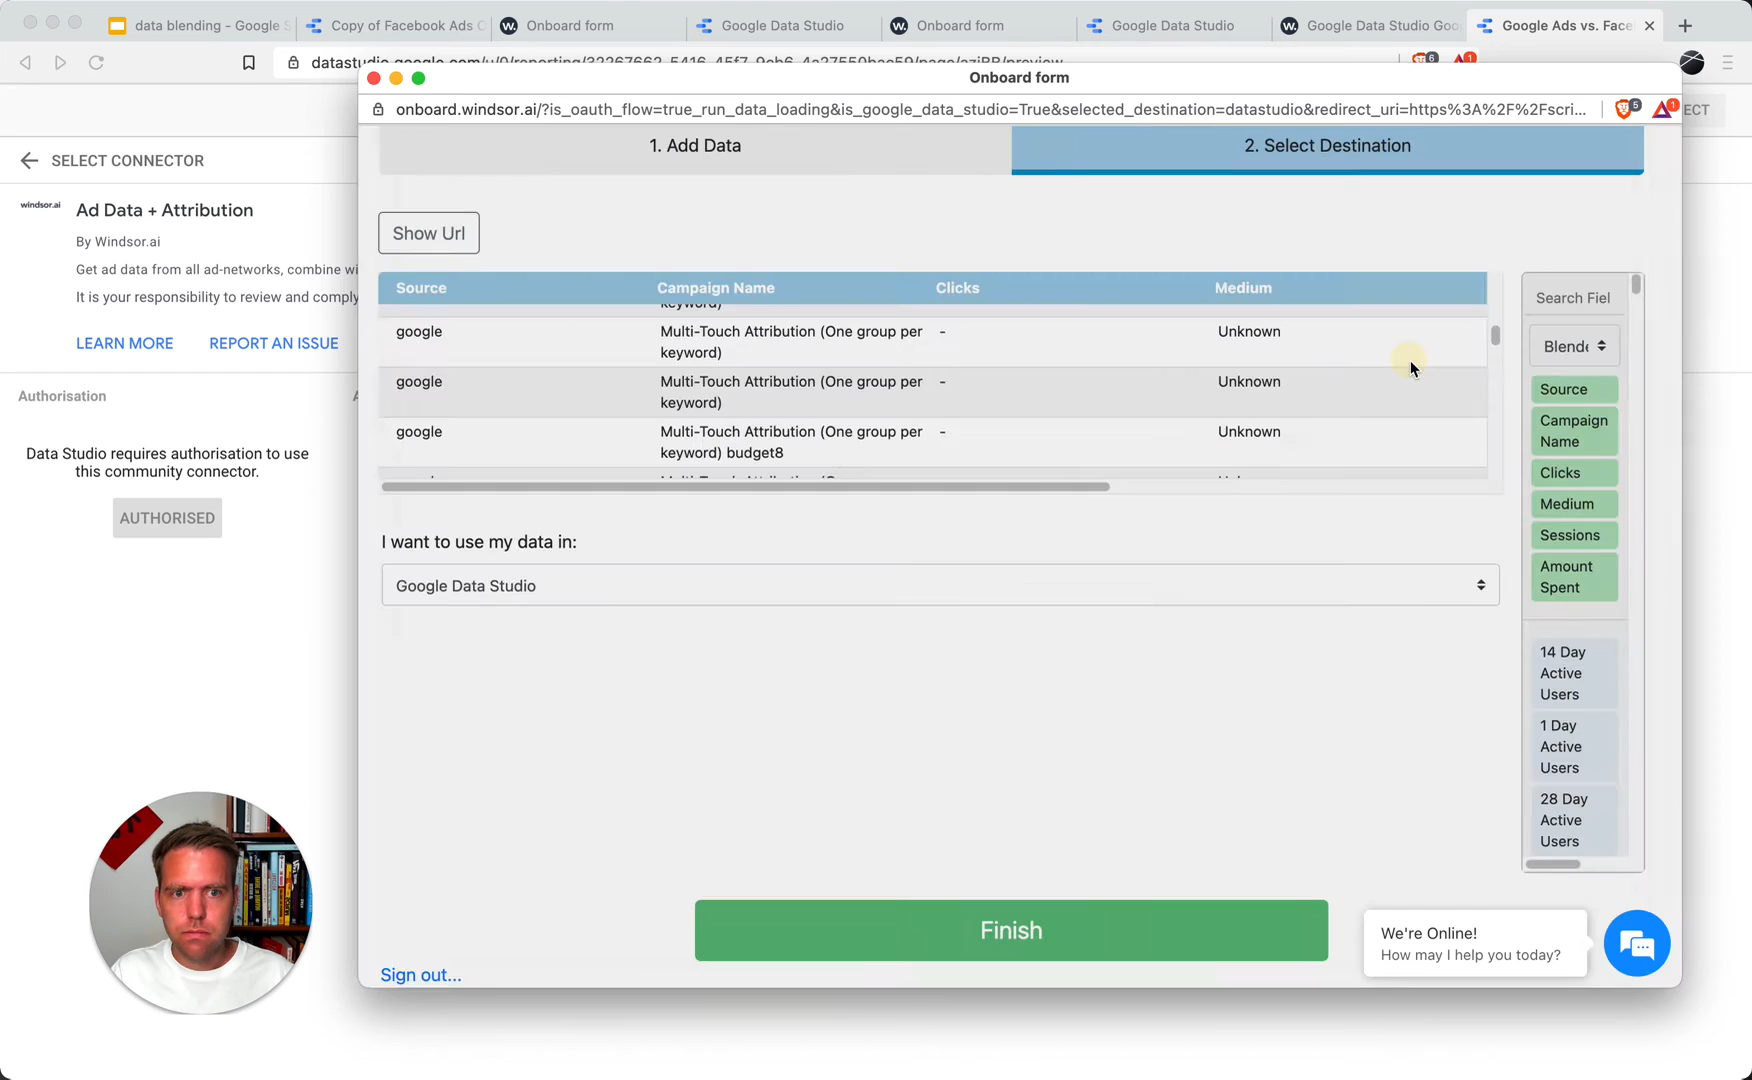 data blending - Google S
Copy of Facebook Ads O
Onboard form
Google Data Studio
Onboard form
Google Data Studio
Google Data Studio Goo
Google Ads vs. Face
6
1
Onboard form
onboard.windsor.ai/?is_oauth_flow=true_run_data_loading&is_google_data_studio=True&selected_destination=datastudio&redirect_uri=https%3A%2F%2Fscri...
5
1
ECT
SELECT CONNECTOR
windsor.ai
Ad Data + Attribution
By Windsor.ai
Get ad data from all ad-networks, combine wi
It is your responsibility to review and comply
LEARN MORE
REPORT AN ISSUE
Authorisation
Data Studio requires authorisation to use
this community connector.
AUTHORISED
1. Add Data
2. Select Destination
Show Url
Source
Campaign Name
Clicks
Medium
keyword)
google
Multi-Touch Attribution (One group per
keyword)
-
Unknown
google
Multi-Touch Attribution (One group per
keyword)
-
Unknown
google
Multi-Touch Attribution (One group per
keyword) budget8
-
Unknown
I want to use my data in:
Google Data Studio
Search Fiel
Blende
Source
Campaign
Name
Clicks
Medium
Sessions
Amount
Spent
14 Day
Active
Users
1 Day
Active
Users
28 Day
Active
Users
Finish
Sign out...
We're Online!
How may I help you today?